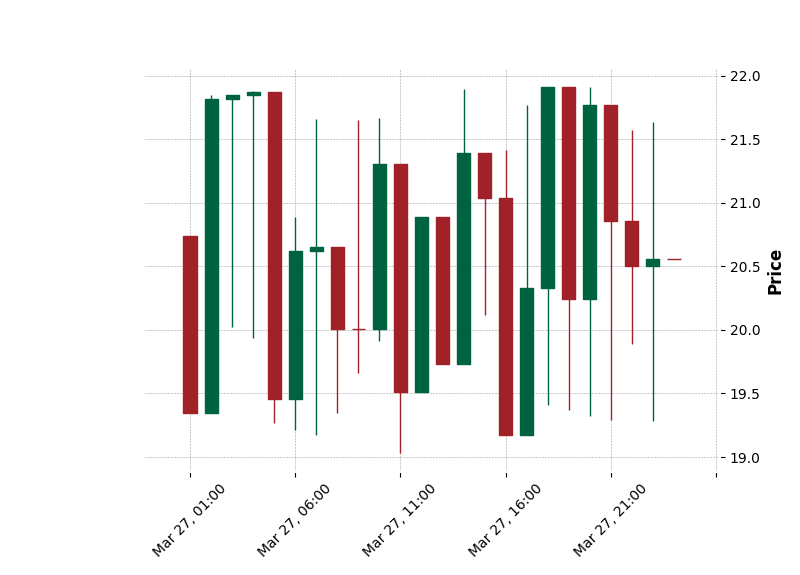 22.0
21.5
21.0
20.5
20.0
19.5
19.0
Price
Mar 27, 01:00
Mar 27, 06:00
Mar 27, 11:00
Mar 27, 16:00
Mar 27, 21:00